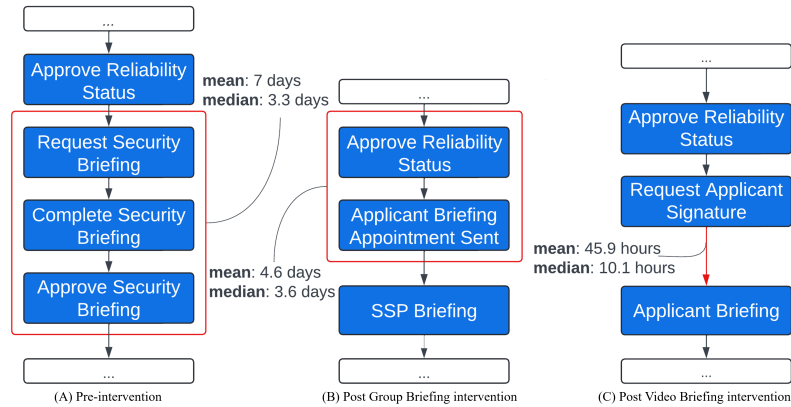 ...
Approve Reliability
Status
Request Security
Briefing
Complete Security
Briefing
Approve Security
Briefing
...
mean: 7 days
median: 3.3 days
(A) Pre-intervention
...
Approve Reliability
Status
Applicant Briefing
Appointment Sent
SSP Briefing
...
mean: 4.6 days
median: 3.6 days
(B) Post Group Briefing intervention
...
Approve Reliability
Status
Request Applicant
Signature
mean: 45.9 hours
median: 10.1 hours
Applicant Briefing
...
(C) Post Video Briefing intervention